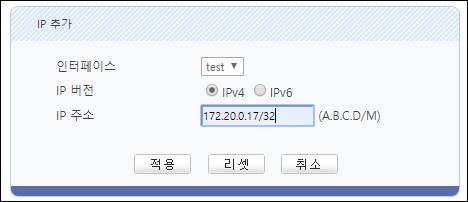 IP 추가
인터페이스 test
IP 버전 IPv4 IPv6
IP 주소 172.20.0.17/32 (A.B.C.D/M)
적용 리셋 취소